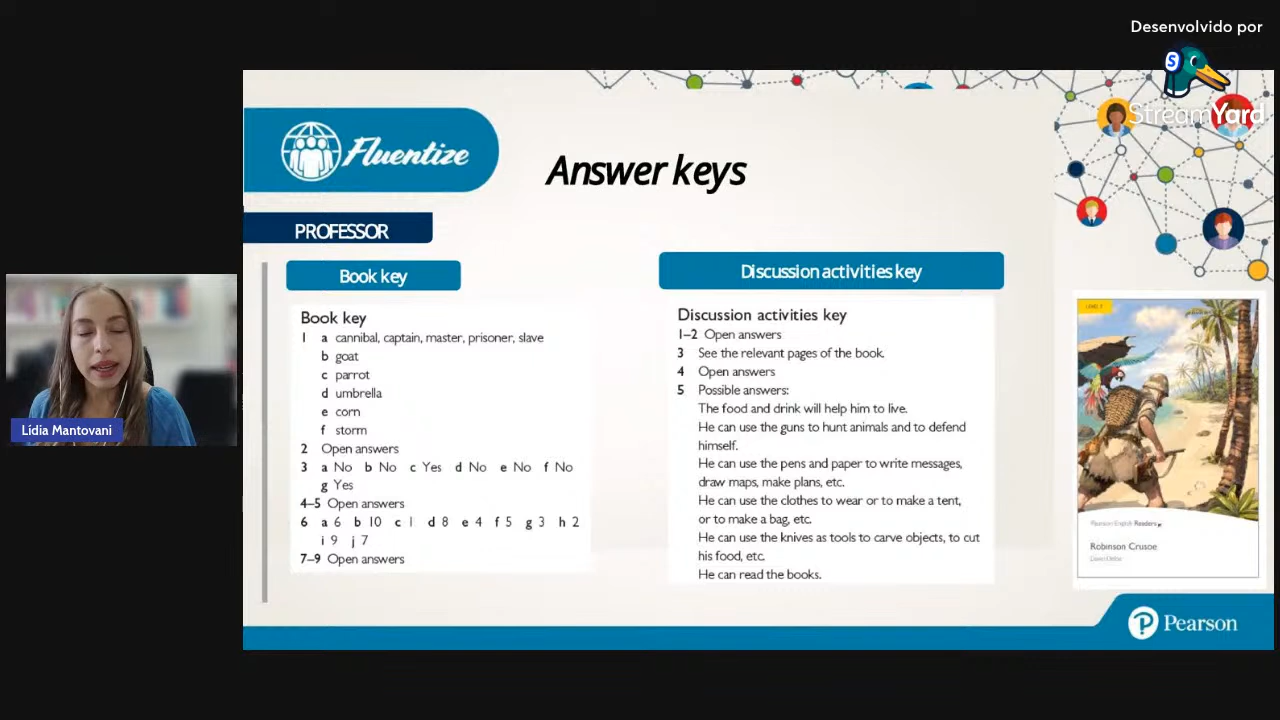 Desenvolvido por
S
StreamYard
Fluentize
Answer keys
PROFESSOR
Book key
Book key
1 a cannibal, captain, master, prisoner, slave
b goat
c parrot
d umbrella
e corn
f storm
2 Open answers
3 a No b No c Yes d No e No f No
g Yes
4–5 Open answers
6 a 6 b 10 c 1 d 8 e 4 f 5 g 3 h 2
i 9 j 7
7–9 Open answers
Discussion activities key
Discussion activities key
1–2 Open answers
3 See the relevant pages of the book.
4 Open answers
5 Possible answers:
The food and drink will help him to live.
He can use the guns to hunt animals and to defend
himself.
He can use the pens and paper to write messages,
draw maps, make plans, etc.
He can use the clothes to wear or to make a tent,
or to make a bag, etc.
He can use the knives as tools to carve objects, to cut
his food, etc.
He can read the books.
Pearson English Readers
Robinson Crusoe
Lídia Mantovani
P Pearson